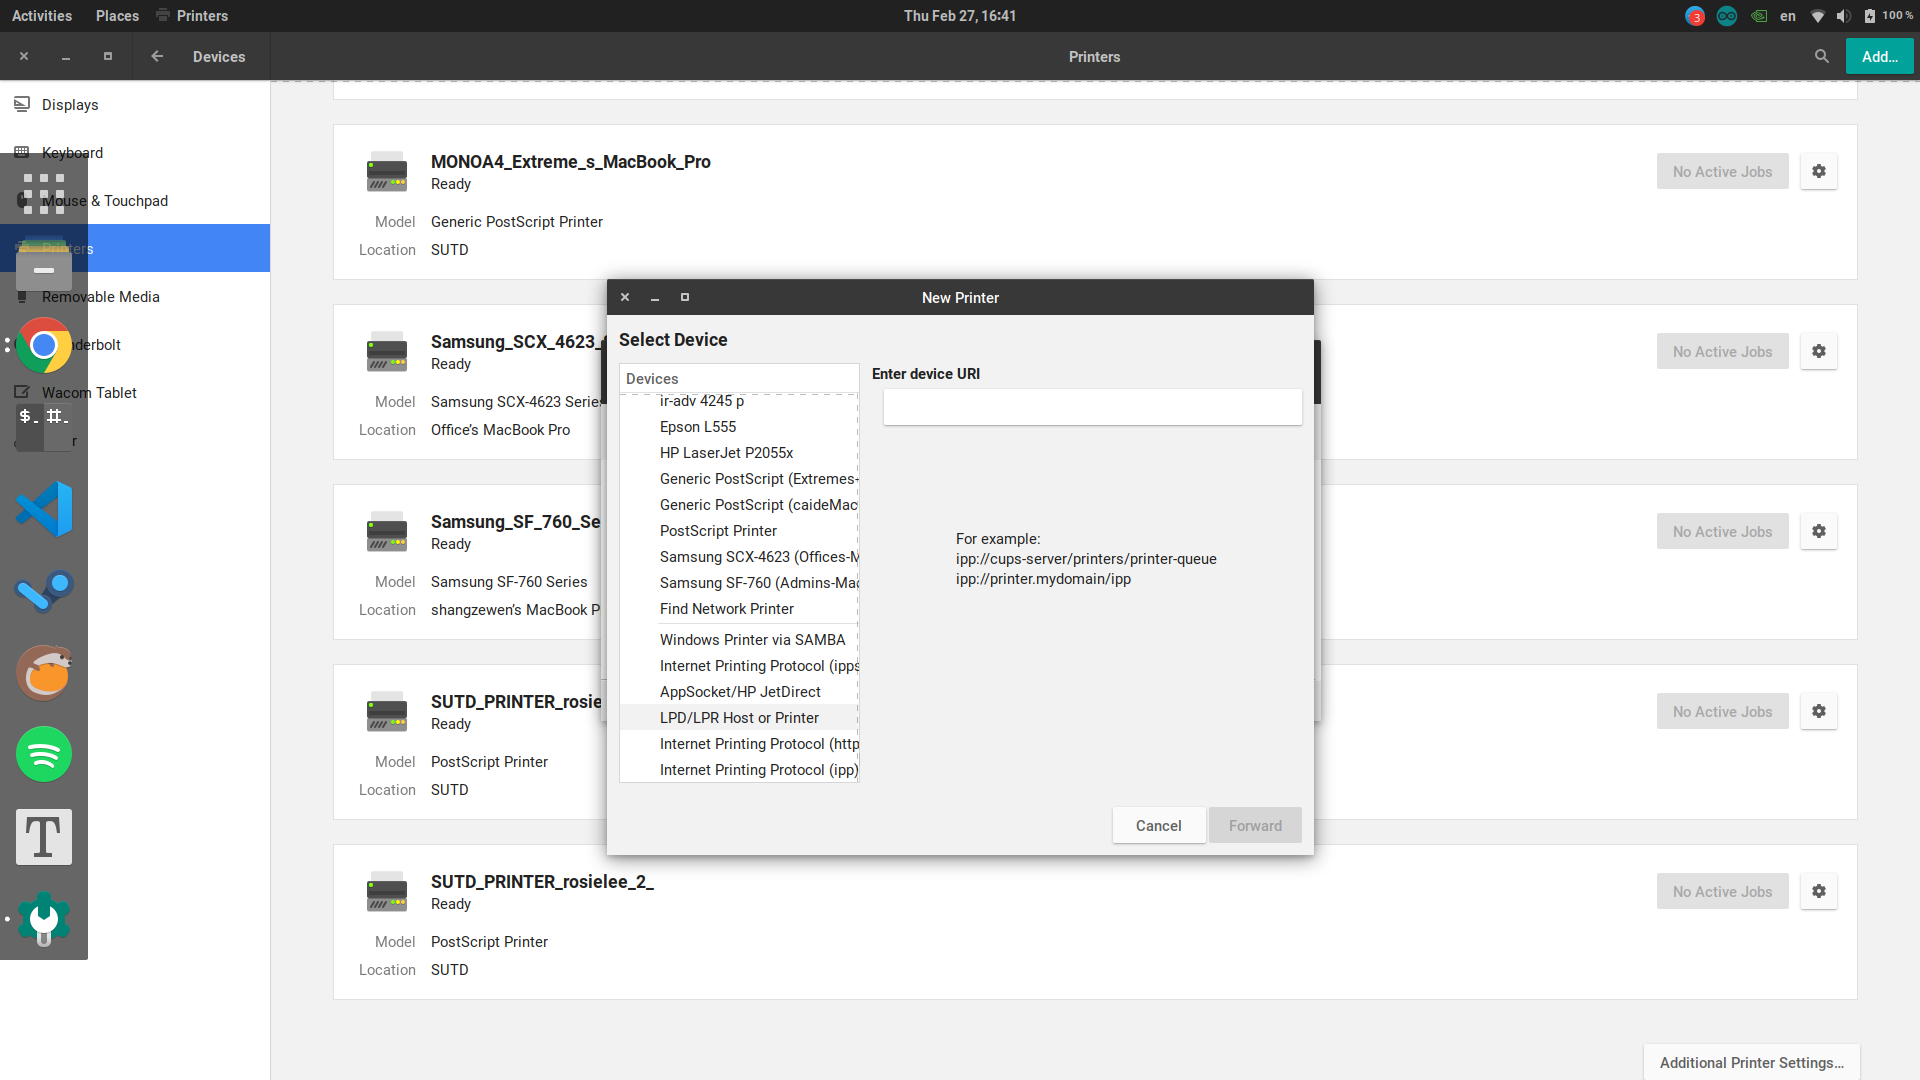 Activities Places Printers Thu Feb 27, 16:41 3 en 100 %
Devices Printers Add...
Displays
Keyboard
Mouse & Touchpad
Printers
Removable Media
Wacom Tablet
$_ #_
MONOA4_Extreme_s_MacBook_Pro
Ready
No Active Jobs
Model Generic PostScript Printer
Location SUTD
Samsung_SCX_4623_
Ready
No Active Jobs
Model Samsung SCX-4623 Series
Location Office’s MacBook Pro
Samsung_SF_760_Se
Ready
No Active Jobs
Model Samsung SF-760 Series
Location shangzewen’s MacBook P
SUTD_PRINTER_rosie
Ready
No Active Jobs
Model PostScript Printer
Location SUTD
SUTD_PRINTER_rosielee_2_
Ready
No Active Jobs
Model PostScript Printer
Location SUTD
Additional Printer Settings...
New Printer
Select Device
Devices
ir-adv 4245 p
Epson L555
HP LaserJet P2055x
Generic PostScript (Extremes-
Generic PostScript (caideMac
PostScript Printer
Samsung SCX-4623 (Offices-M
Samsung SF-760 (Admins-Mac
Find Network Printer
Windows Printer via SAMBA
Internet Printing Protocol (ipps
AppSocket/HP JetDirect
LPD/LPR Host or Printer
Internet Printing Protocol (http
Internet Printing Protocol (ipp)
Enter device URI
For example:
ipp://cups-server/printers/printer-queue
ipp://printer.mydomain/ipp
Cancel Forward